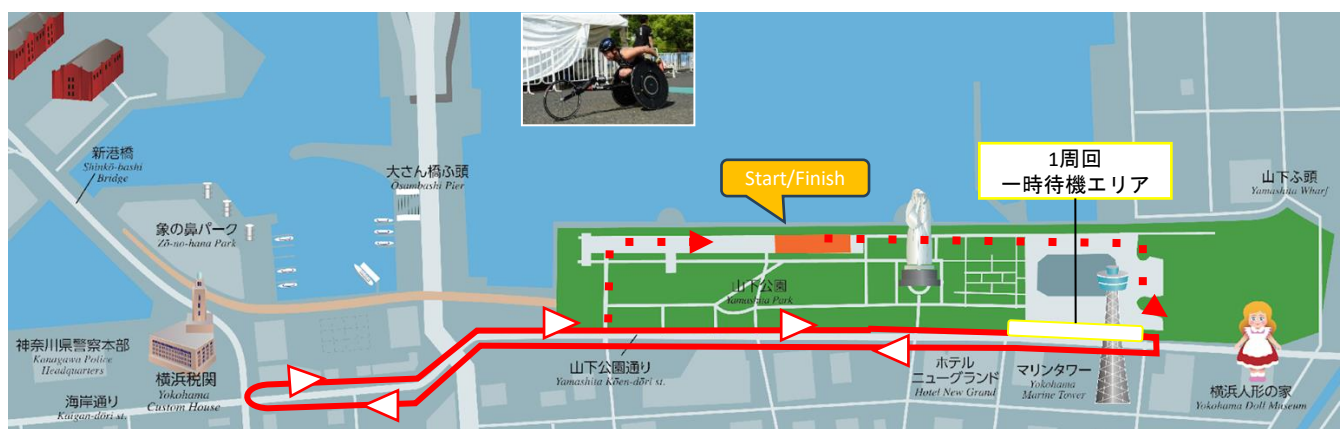 新港橋
Shinkō-bashi
Bridge
象の鼻パーク
Zō-no-hana Park
大さん橋ふ頭
Ōsambashi Pier
Start/Finish
1周回
一時待機エリア
山下ふ頭
Yamashita Wharf
山下公園
Yamashita Park
神奈川県警察本部
Kanagawa Police
Headquarters
横浜税関
Yokohama
Custom House
海岸通り
Kaigan-dōri st.
山下公園通り
Yamashita Kōen-dōri st.
ホテル
ニューグランド
Hotel New Grand
マリンタワー
Yokohama
Marine Tower
横浜人形の家
Yokohama Doll Museum